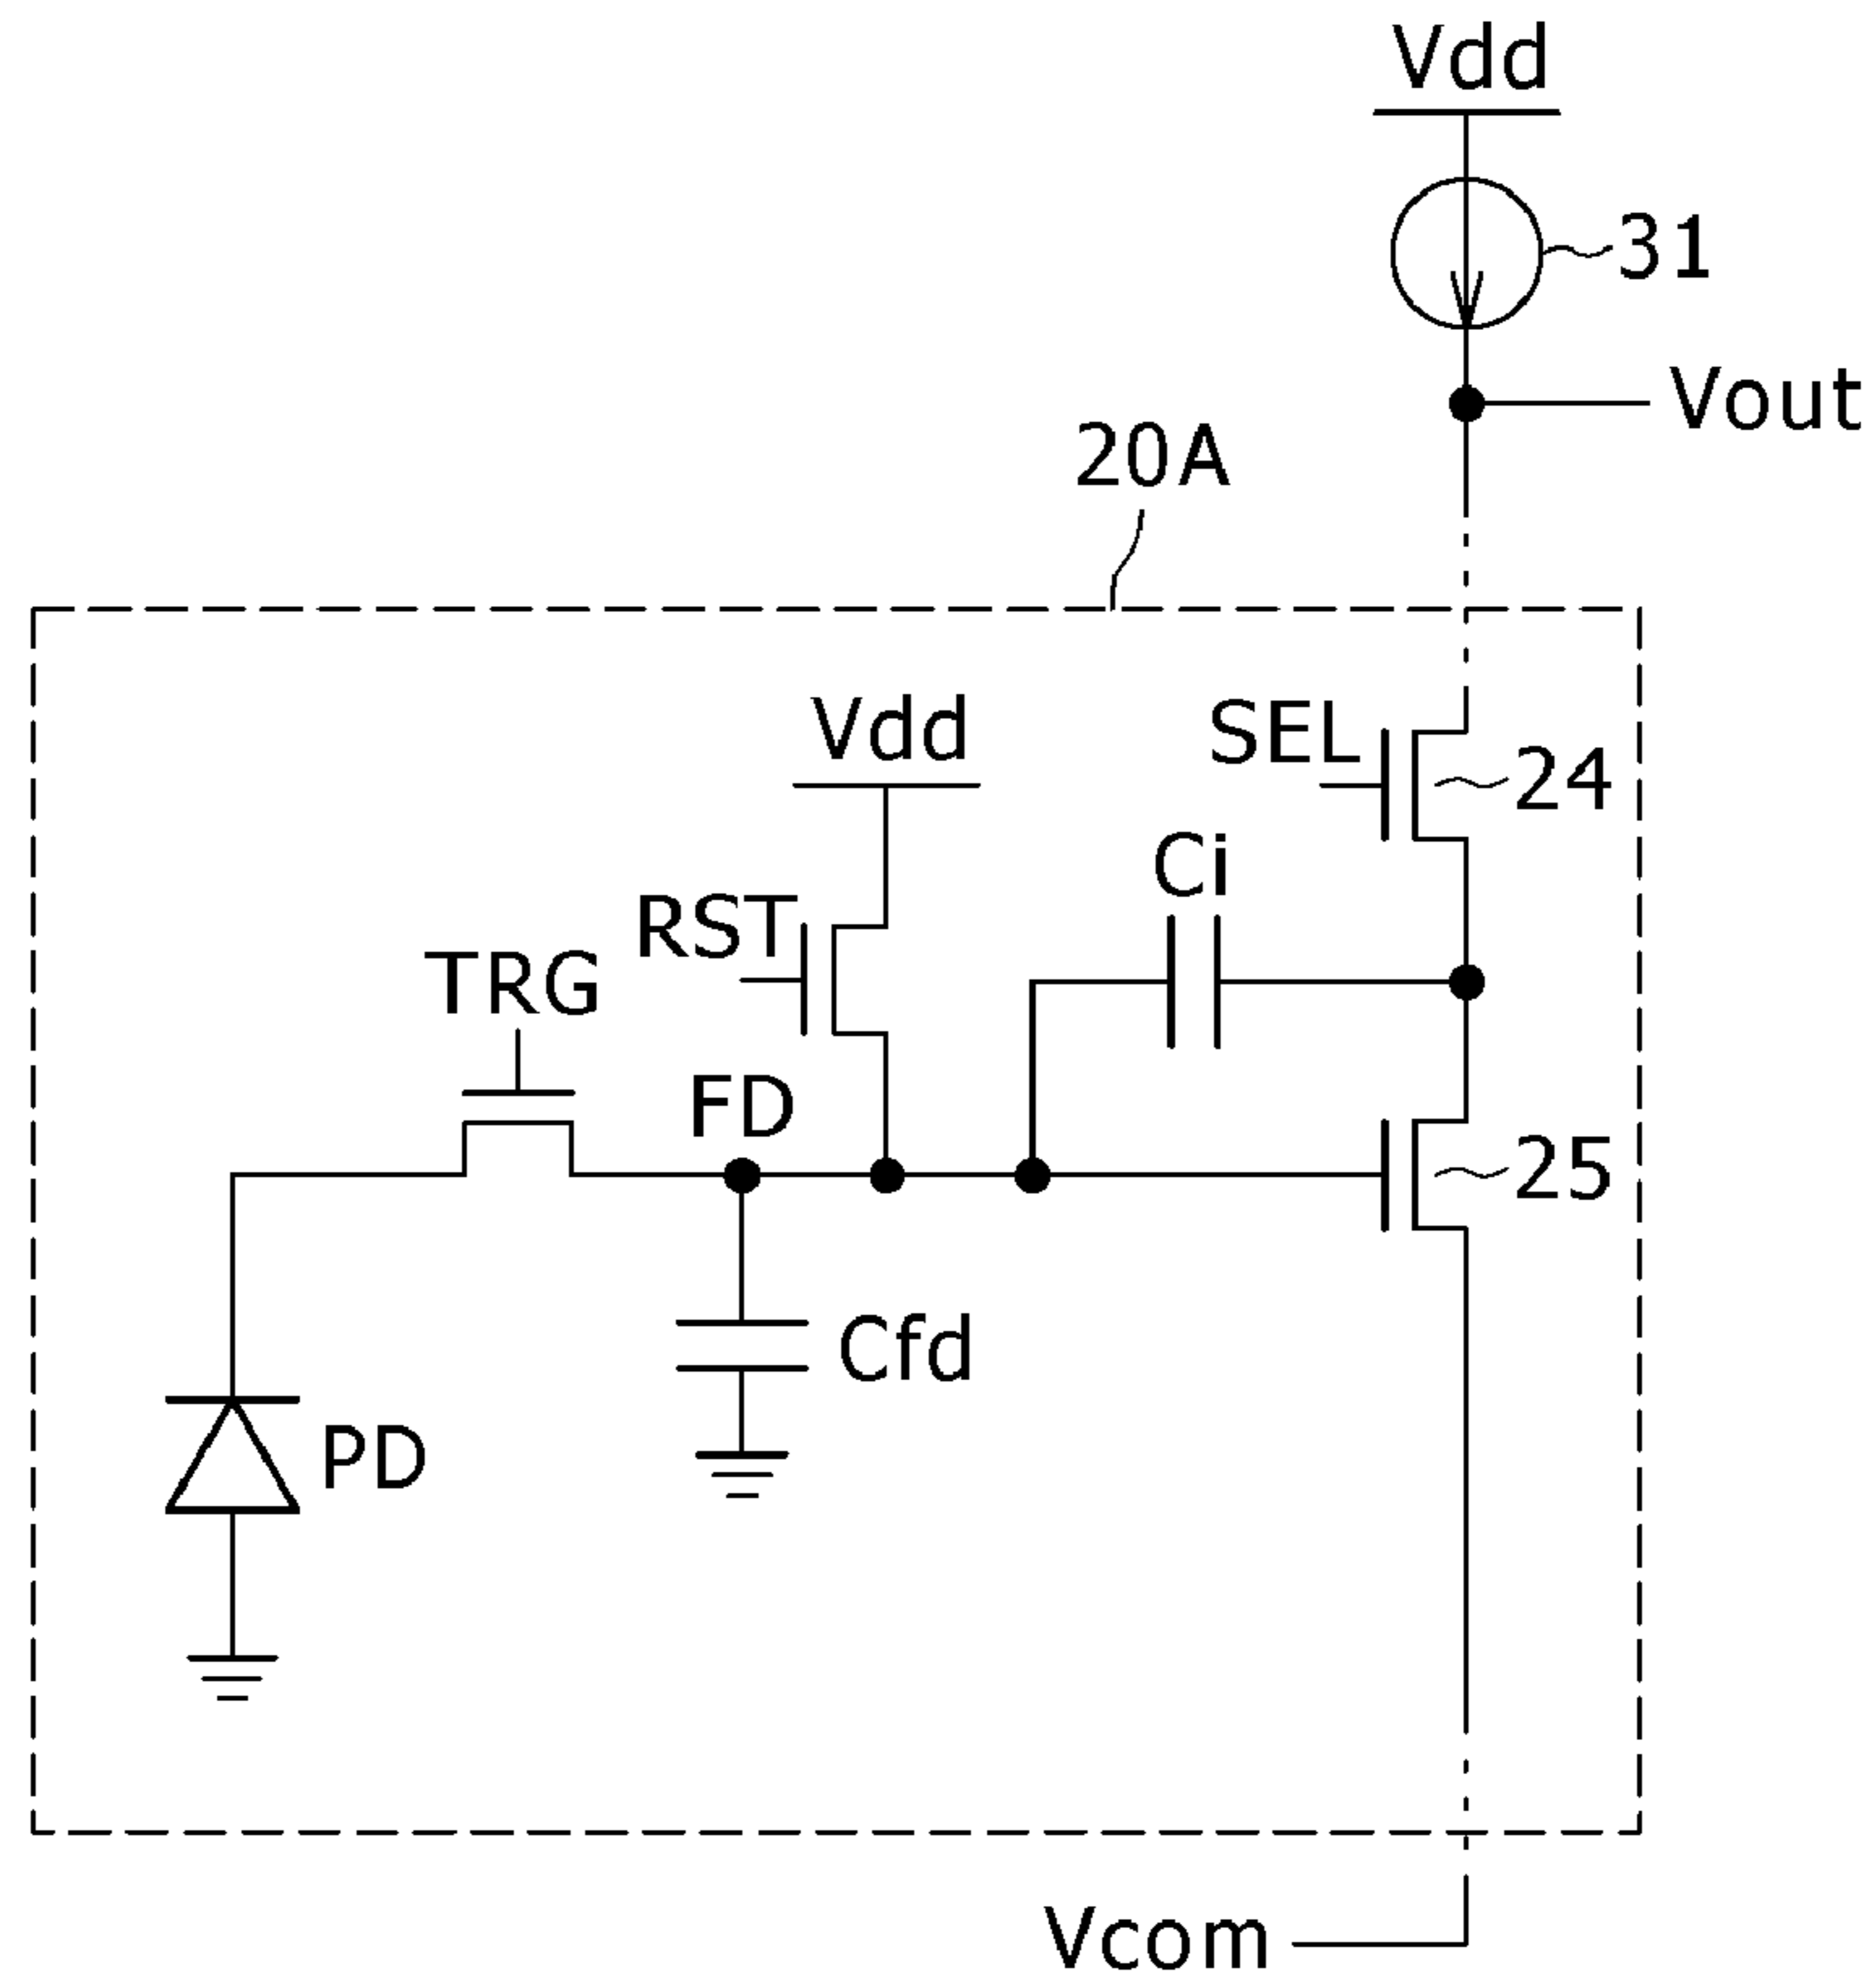 Vdd
31
Vout
20A
Vdd
SEL
24
Ci
RST
TRG
FD
25
Cfd
PD
Vcom